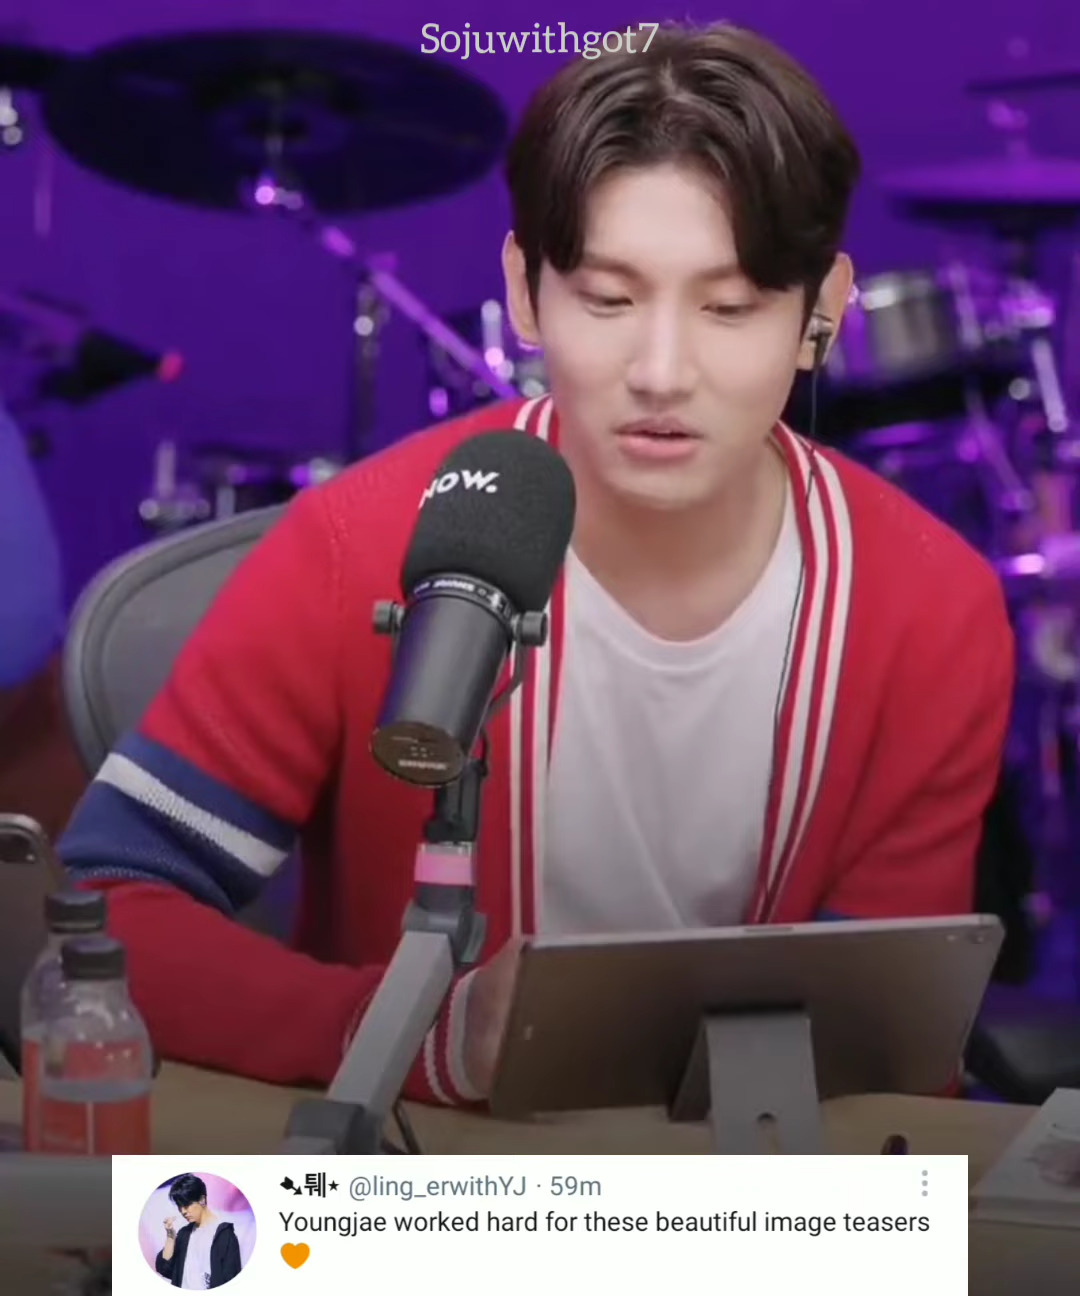 Sojuwithgot7
NOW.
➷퉤⋆ @ling_erwithYJ · 59m
Youngjae worked hard for these beautiful image teasers
🧡